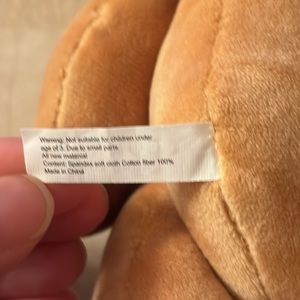 Warning: Not suitable for children under
age of 3. Due to small parts
All new material
Content: Spandex soft cloth Cotton fiber 100%
Made in China